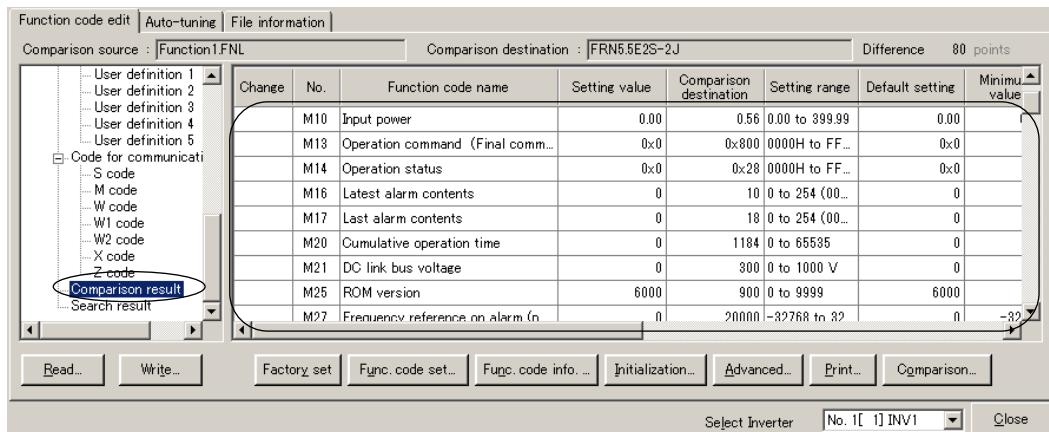 Function code edit Auto-tuning File information
Comparison source : Function1.FNL Comparison destination : FRN5.5E2S-2J Difference 80 points
User definition 1
User definition 2
User definition 3
User definition 4
User definition 5
Code for communicati
S code
M code
W code
W1 code
W2 code
X code
Z code
Comparison result
Search result
Change No. Function code name Setting value Comparison destination Setting range Default setting Minimu value
M10 Input power 0.00 0.56 0.00 to 399.99 0.00
M13 Operation command (Final comm... 0x0 0x800 0000H to FF... 0x0
M14 Operation status 0x0 0x28 0000H to FF... 0x0
M16 Latest alarm contents 0 10 0 to 254 (00... 0
M17 Last alarm contents 0 18 0 to 254 (00... 0
M20 Cumulative operation time 0 1184 0 to 65535 0
M21 DC link bus voltage 0 300 0 to 1000 V 0
M25 ROM version 6000 900 0 to 9999 6000
M27 Frequency reference on alarm (p 0 20000 -32768 to 32 0 -32
Read... Write... Factory set Func. code set... Func. code info. ... Initialization... Advanced... Print... Comparison...
Select Inverter No. 1[ 1] INV1 Close